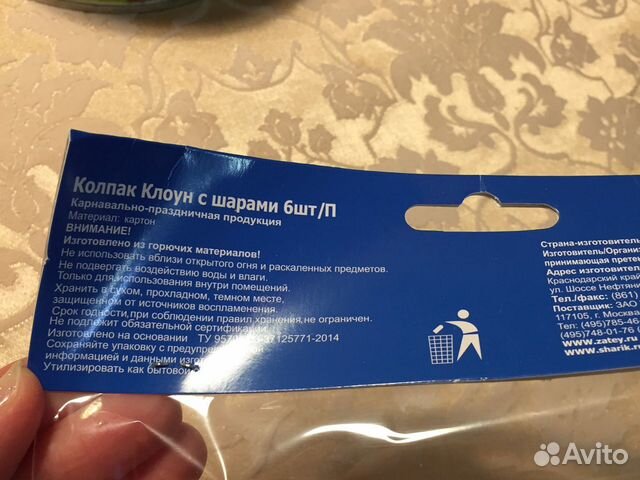 Колпак Клоун с шарами 6шт/П
Карнавально-праздничная продукция
Материал: картон
ВНИМАНИЕ!
Изготовлено из горючих материалов!
Не использовать вблизи открытого огня и раскаленных предметов.
Не подвергать воздействию воды и влаги.
Только для использования внутри помещений.
Хранить в сухом, прохладном, темном месте,
защищенном от источников воспламенения.
Срок годности,при соблюдении правил хранения,не ограничен.
Не подлежит обязательной сертификации.
Изготовлено на основании ТУ 37125771-2014
Сохраняйте упаковку с
информацией и данными
Утилизировать как бытовой
Страна-изготовитель
Изготовитель/Органи
принимающая претен
Адрес изготовител
Краснодарский край
ул. Шоссе Нефтяни
Тел./факс: (861)
Поставщик: ЗАО
117105, г. Москва
Тел.: (495)785-46-
(495)748-01-76
www.zatey.ru
www.sharik.ru
Avito